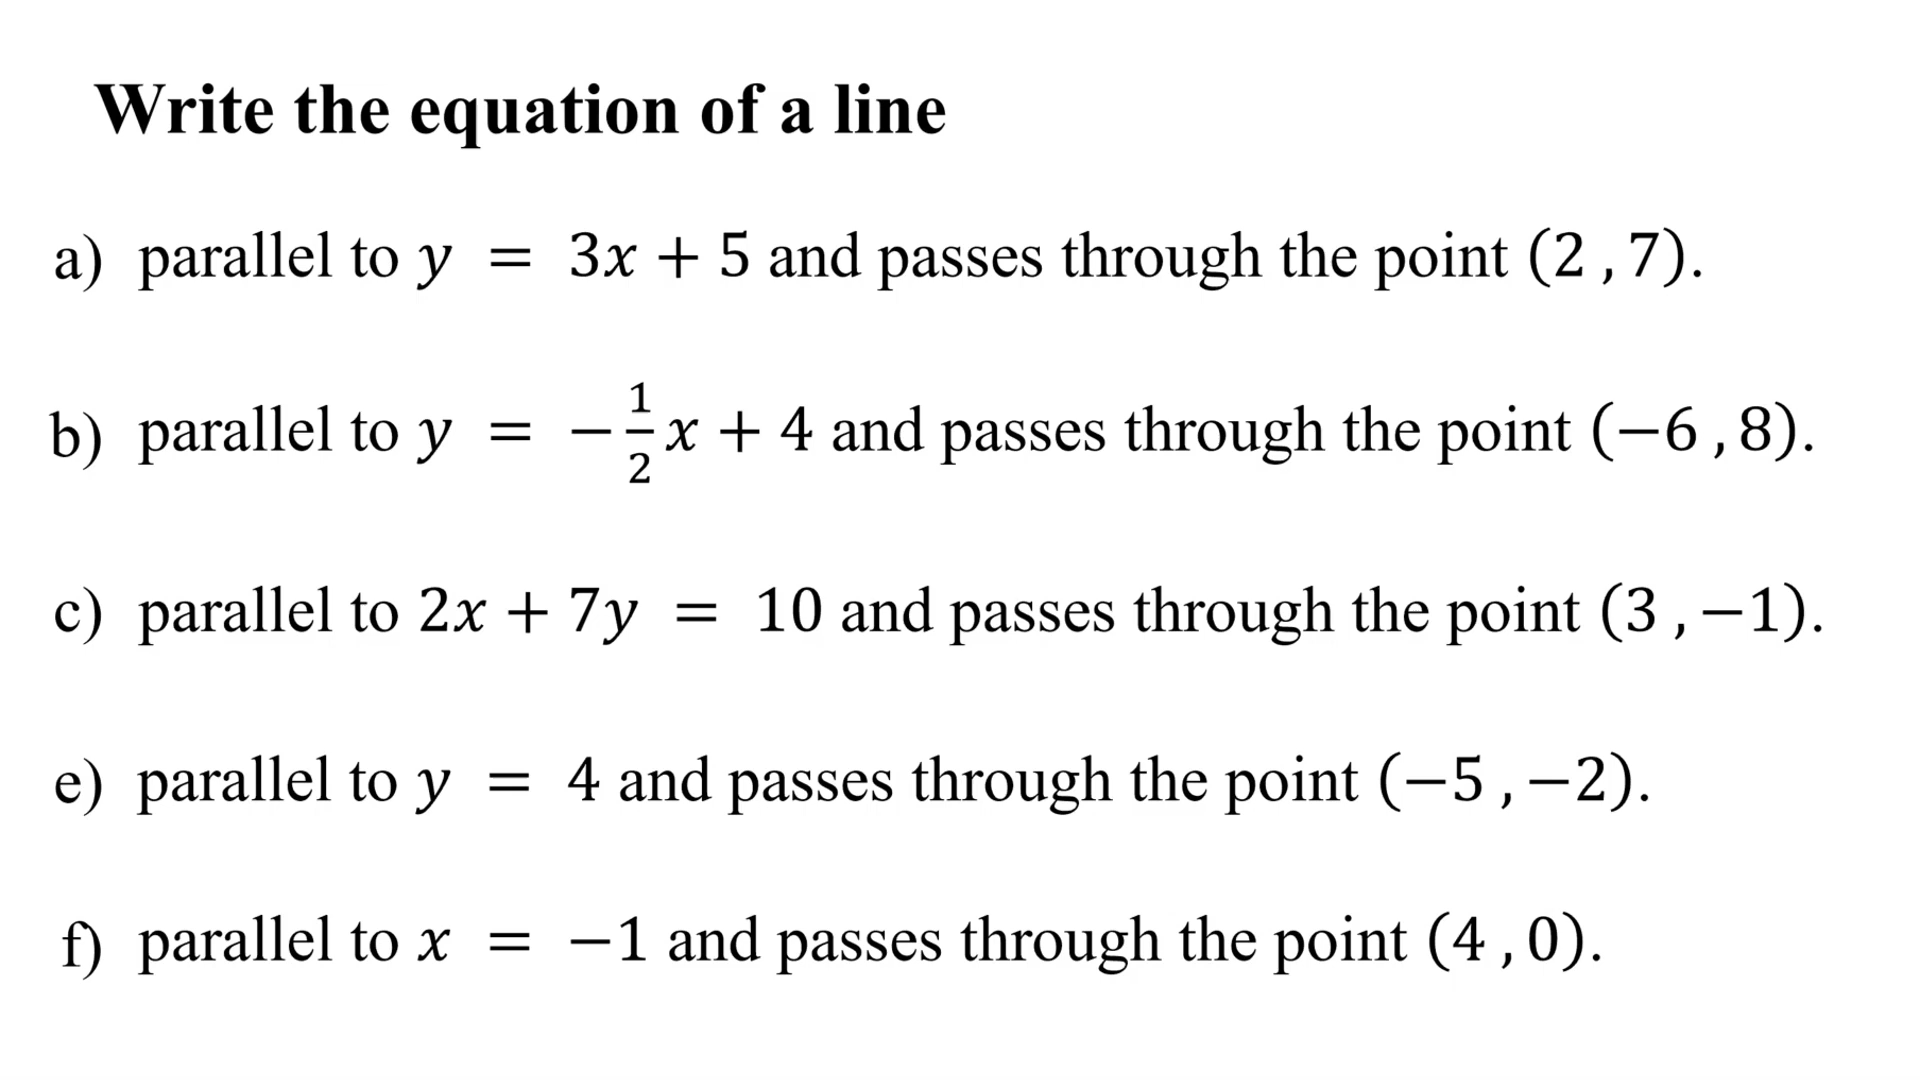 Write the equation of a line
a) parallel to y = 3x + 5 and passes through the point (2 , 7).
b) parallel to y = −1/2 x + 4 and passes through the point (−6 , 8).
c) parallel to 2x + 7y = 10 and passes through the point (3 , −1).
e) parallel to y = 4 and passes through the point (−5 , −2).
f) parallel to x = −1 and passes through the point (4 , 0).